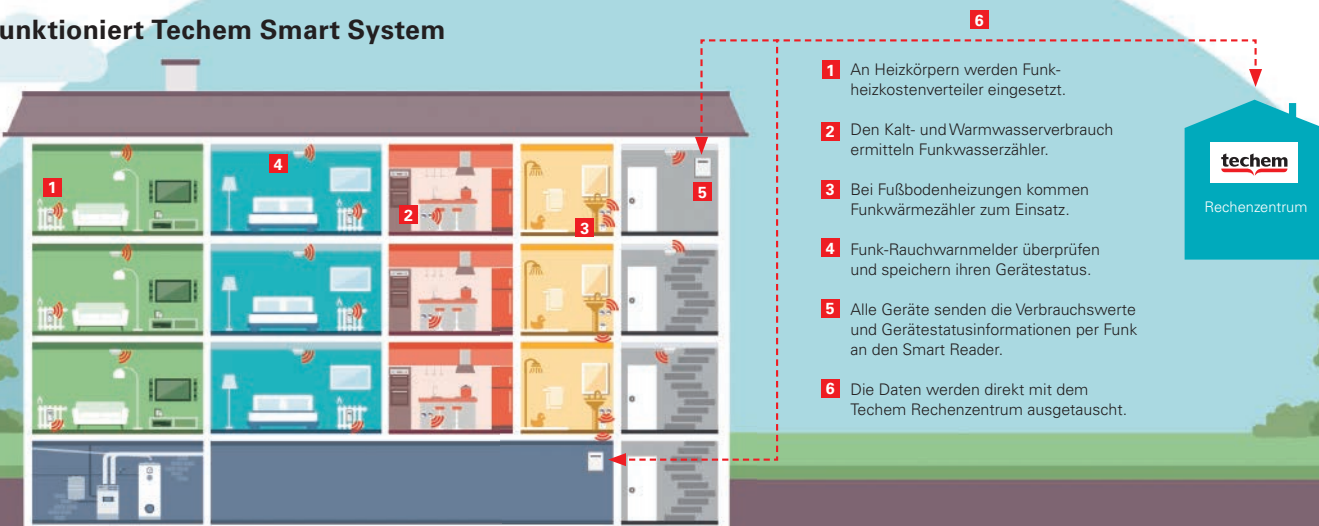 unktioniert Techem Smart System
6
1 An Heizkörpern werden Funk-
heizkostenverteiler eingesetzt.
2 Den Kalt- und Warmwasserverbrauch
ermitteln Funkwasserzähler.
3 Bei Fußbodenheizungen kommen
Funkwärmezähler zum Einsatz.
4 Funk-Rauchwarnmelder überprüfen
und speichern ihren Gerätestatus.
5 Alle Geräte senden die Verbrauchswerte
und Gerätestatusinformationen per Funk
an den Smart Reader.
6 Die Daten werden direkt mit dem
Techem Rechenzentrum ausgetauscht.
techem
Rechenzentrum
1
4
2
3
5